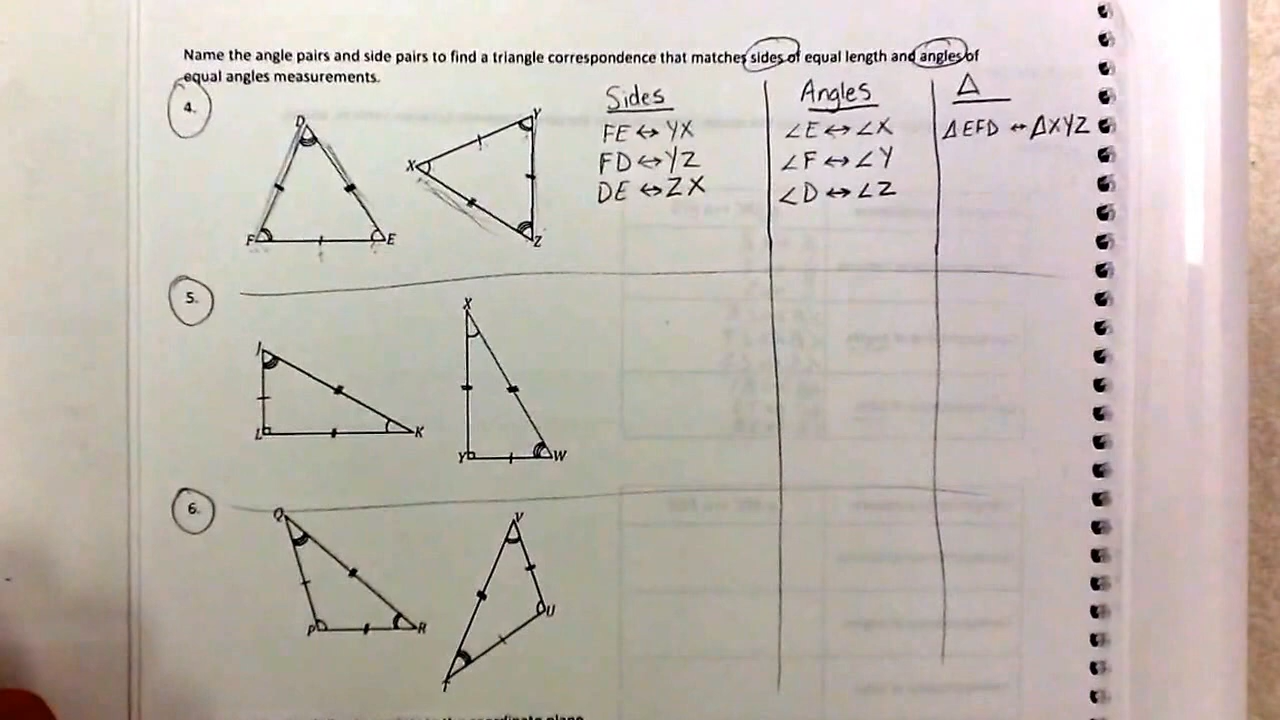 Name the angle pairs and side pairs to find a triangle correspondence that matches sides of equal length and angles of
equal angles measurements.
4.
Sides
Angles
Δ
FE ↔ YX
∠E ↔ ∠X
ΔEFD ↔ ΔXYZ
FD ↔ YZ
∠F ↔ ∠Y
DE ↔ ZX
∠D ↔ ∠Z
D
Y
X
F
E
Z
5.
X
L
K
Y
W
6.
Q
V
U
P
R